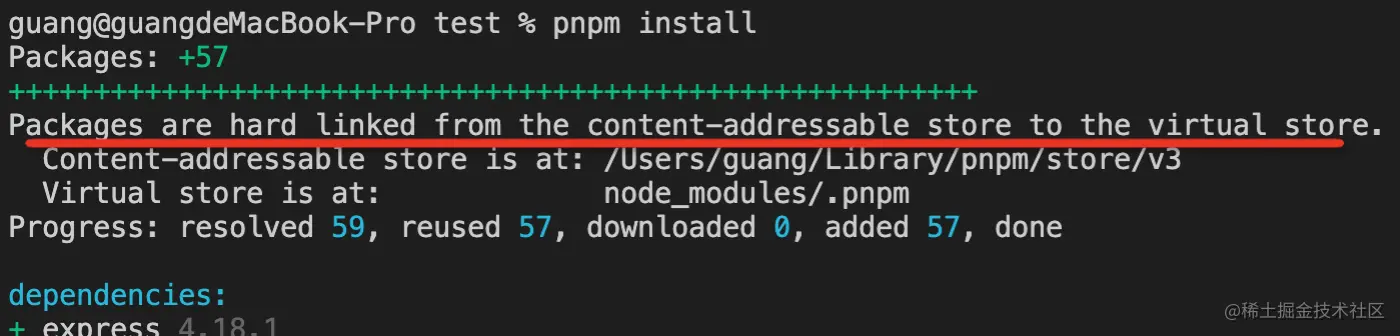 guang@guangdeMacBook-Pro test % pnpm install
Packages: +57
+++++++++++++++++++++++++++++++++++++++++++++++++++++++++
Packages are hard linked from the content-addressable store to the virtual store.
  Content-addressable store is at: /Users/guang/Library/pnpm/store/v3
  Virtual store is at:             node_modules/.pnpm
Progress: resolved 59, reused 57, downloaded 0, added 57, done
dependencies:
+ express 4.18.1
@稀土掘金技术社区